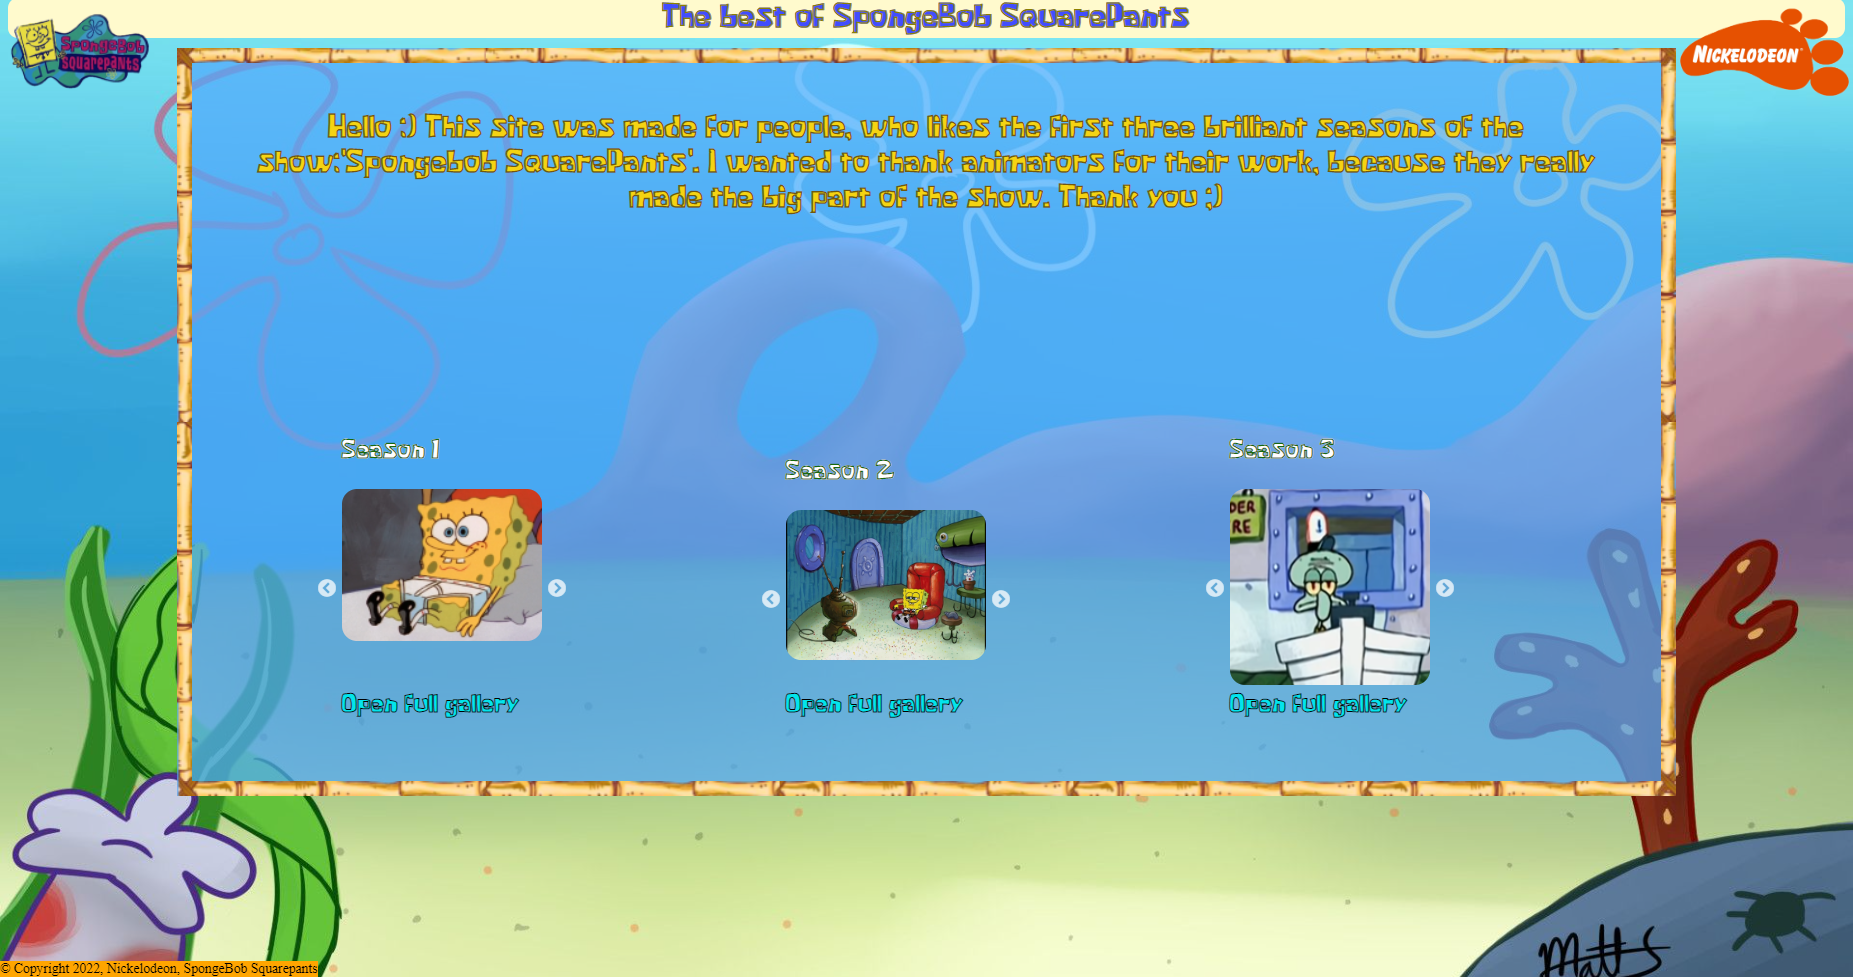 The best of SpongeBob SquarePants
SpongeBob
SquarePants
NICKELODEON
Hello :) This site was made for people, who likes the first three brilliant seasons of the
show:'Spongebob SquarePants'. I wanted to thank animators for their work, because they really
made the big part of the show. Thank you ;)
Season 1
Season 2
Season 3
DER
RE
Open full gallery
Open full gallery
Open full gallery
MattS
© Copyright 2022, Nickelodeon, SpongeBob Squarepants